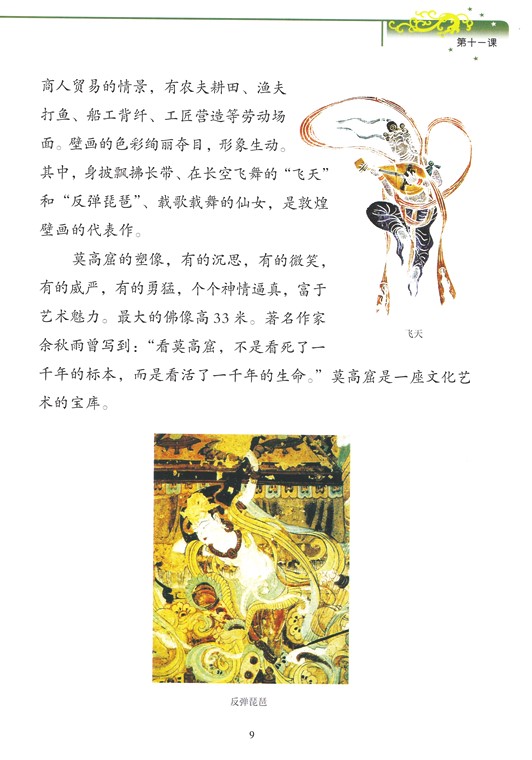 第十一课
商人贸易的情景，有农夫耕田、渔夫
打鱼、船工背纤、工匠营造等劳动场
面。壁画的色彩绚丽夺目，形象生动。
其中，身披飘拂长带、在长空飞舞的“飞天”
和“反弹琵琶”、载歌载舞的仙女，是敦煌
壁画的代表作。
莫高窟的塑像，有的沉思，有的微笑，
有的威严，有的勇猛，个个神情逼真，富于
艺术魅力。最大的佛像高 33 米。著名作家
余秋雨曾写到：“看莫高窟，不是看死了一
千年的标本，而是看活了一千年的生命。”莫高窟是一座文化艺
术的宝库。
飞天
反弹琵琶
9